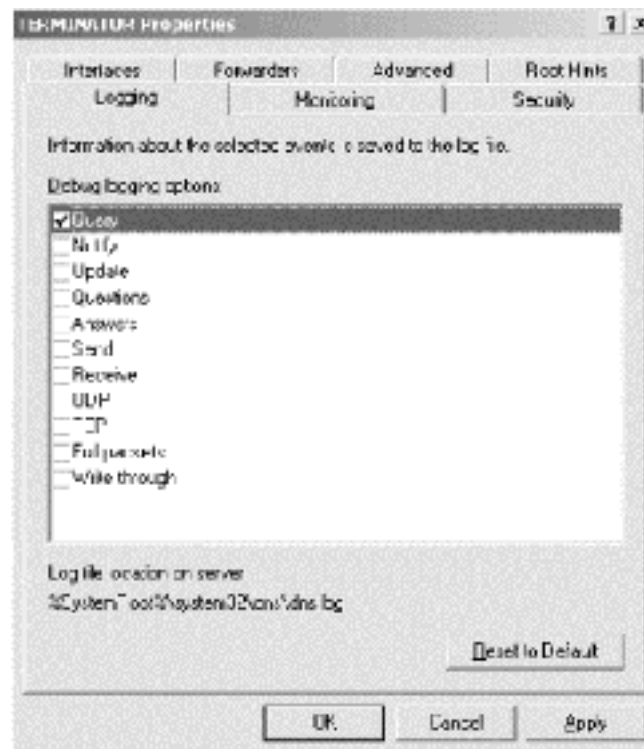 TERMINATOR Properties
Interfaces Forwarders Advanced Root Hints
Logging Monitoring Security
Information about the selected events is saved to the log file.
Debug logging options
Query
Notify
Update
Questions
Answers
Send
Receive
UDP
TCP
Full packets
Write through
Log file location on server
%SystemRoot%\system32\dns\dns.log
Reset to Default
OK Cancel Apply